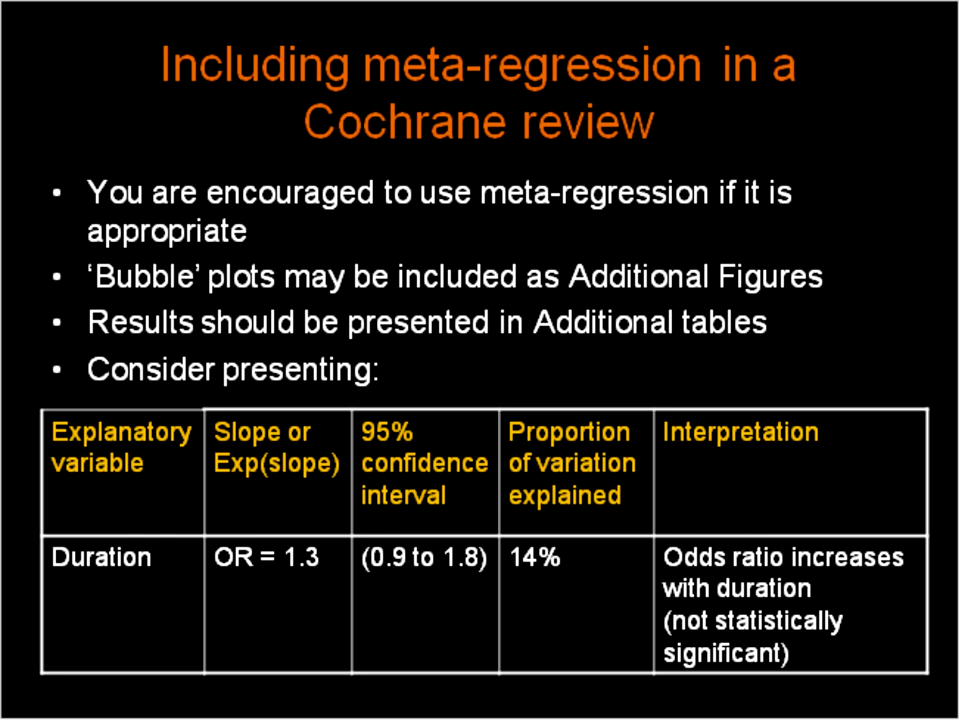 Including meta-regression in a
Cochrane review
• You are encouraged to use meta-regression if it is
appropriate
• ‘Bubble’ plots may be included as Additional Figures
• Results should be presented in Additional tables
• Consider presenting:
Explanatory variable | Slope or Exp(slope) | 95% confidence interval | Proportion of variation explained | Interpretation
Duration | OR = 1.3 | (0.9 to 1.8) | 14% | Odds ratio increases with duration (not statistically significant)